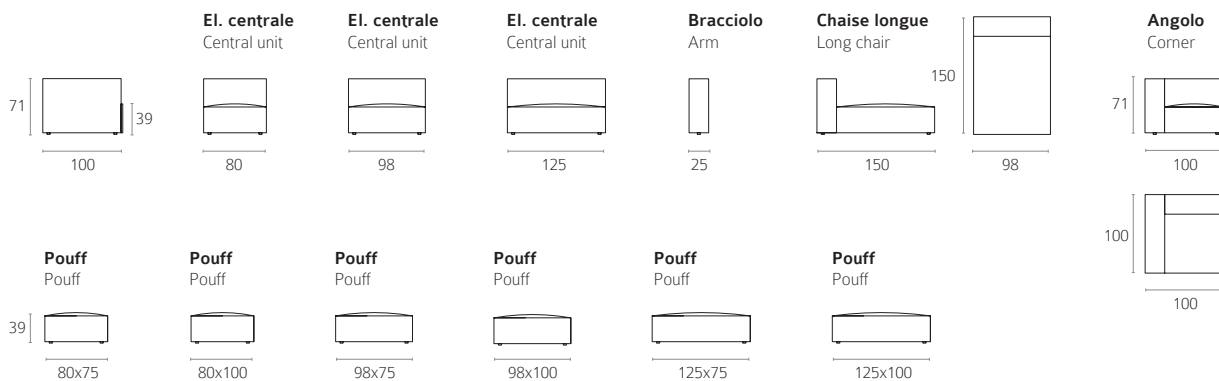 71
39
100
El. centrale
Central unit
80
El. centrale
Central unit
98
El. centrale
Central unit
125
Bracciolo
Arm
25
Chaise longue
Long chair
150
150
98
Angolo
Corner
71
100
100
100
Pouff
Pouff
39
80x75
Pouff
Pouff
80x100
Pouff
Pouff
98x75
Pouff
Pouff
98x100
Pouff
Pouff
125x75
Pouff
Pouff
125x100